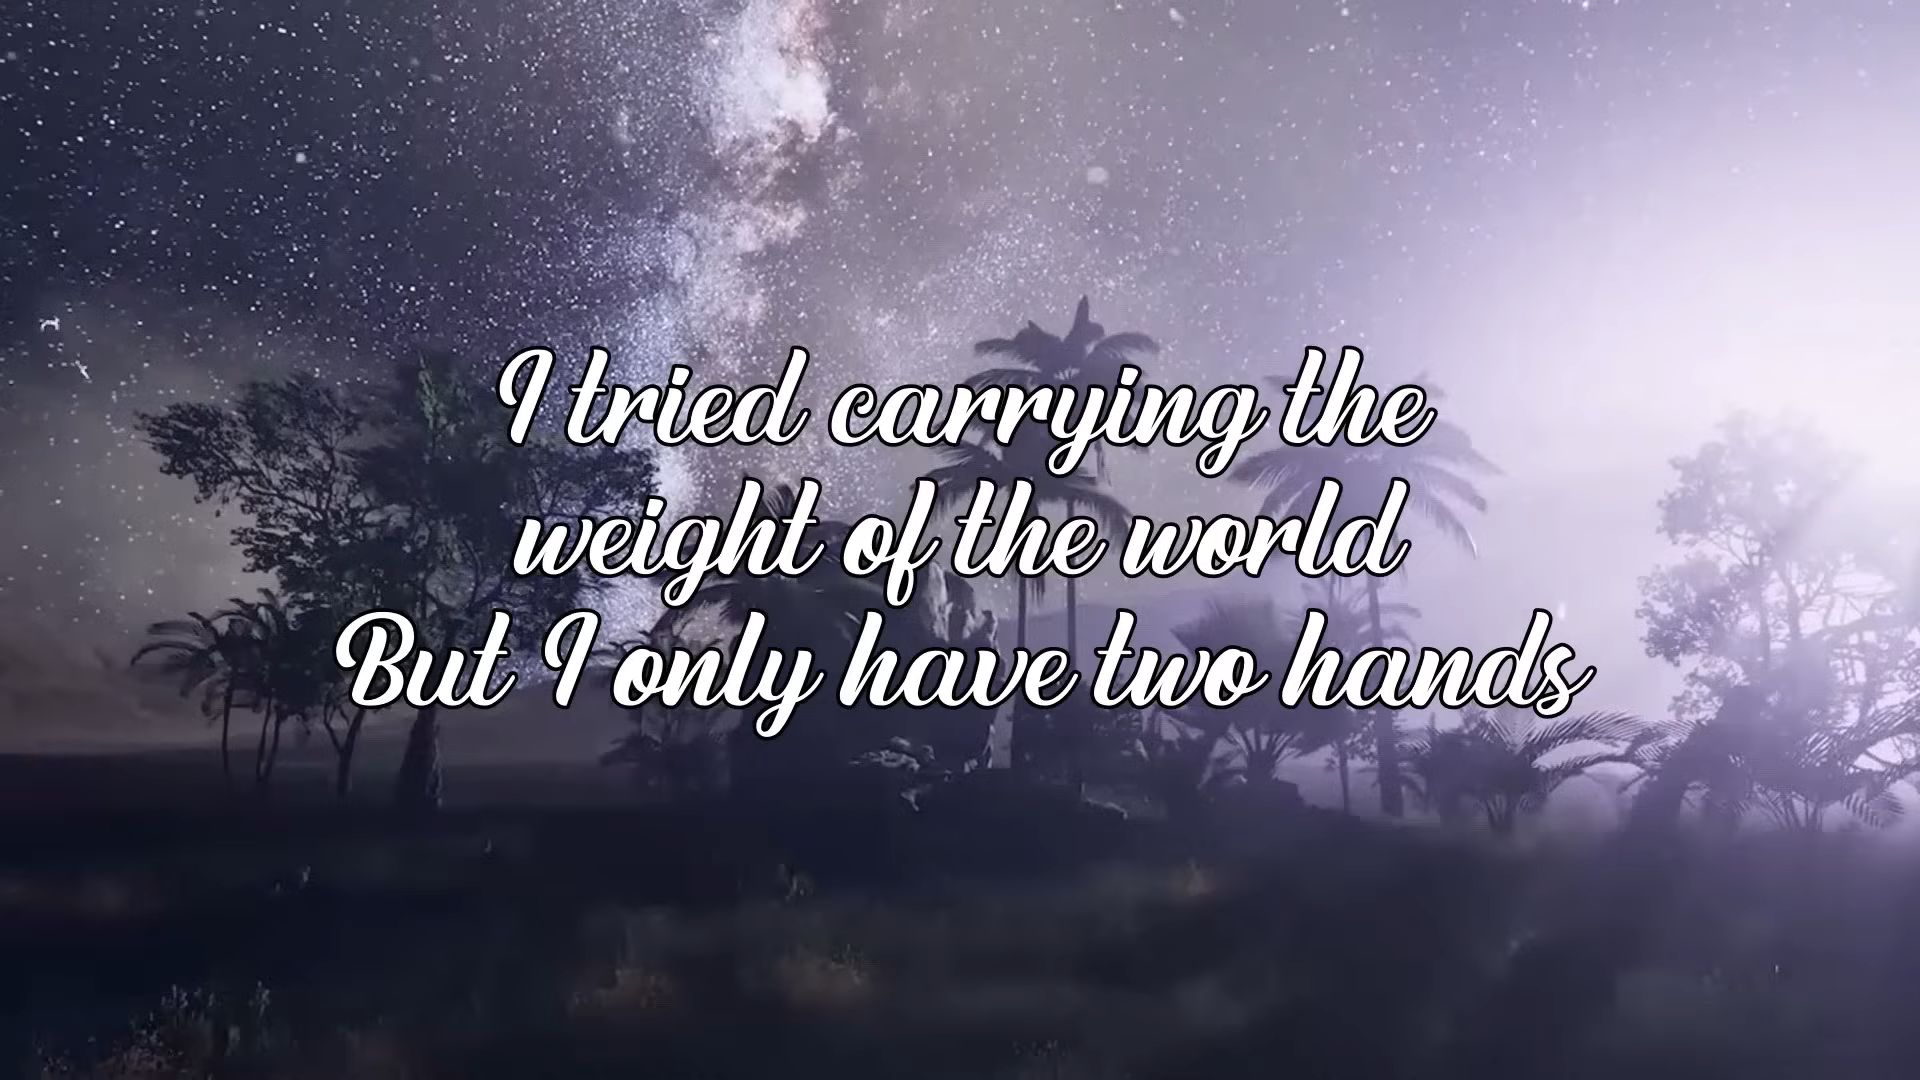 I tried carrying the
weight of the world
But I only have two hands